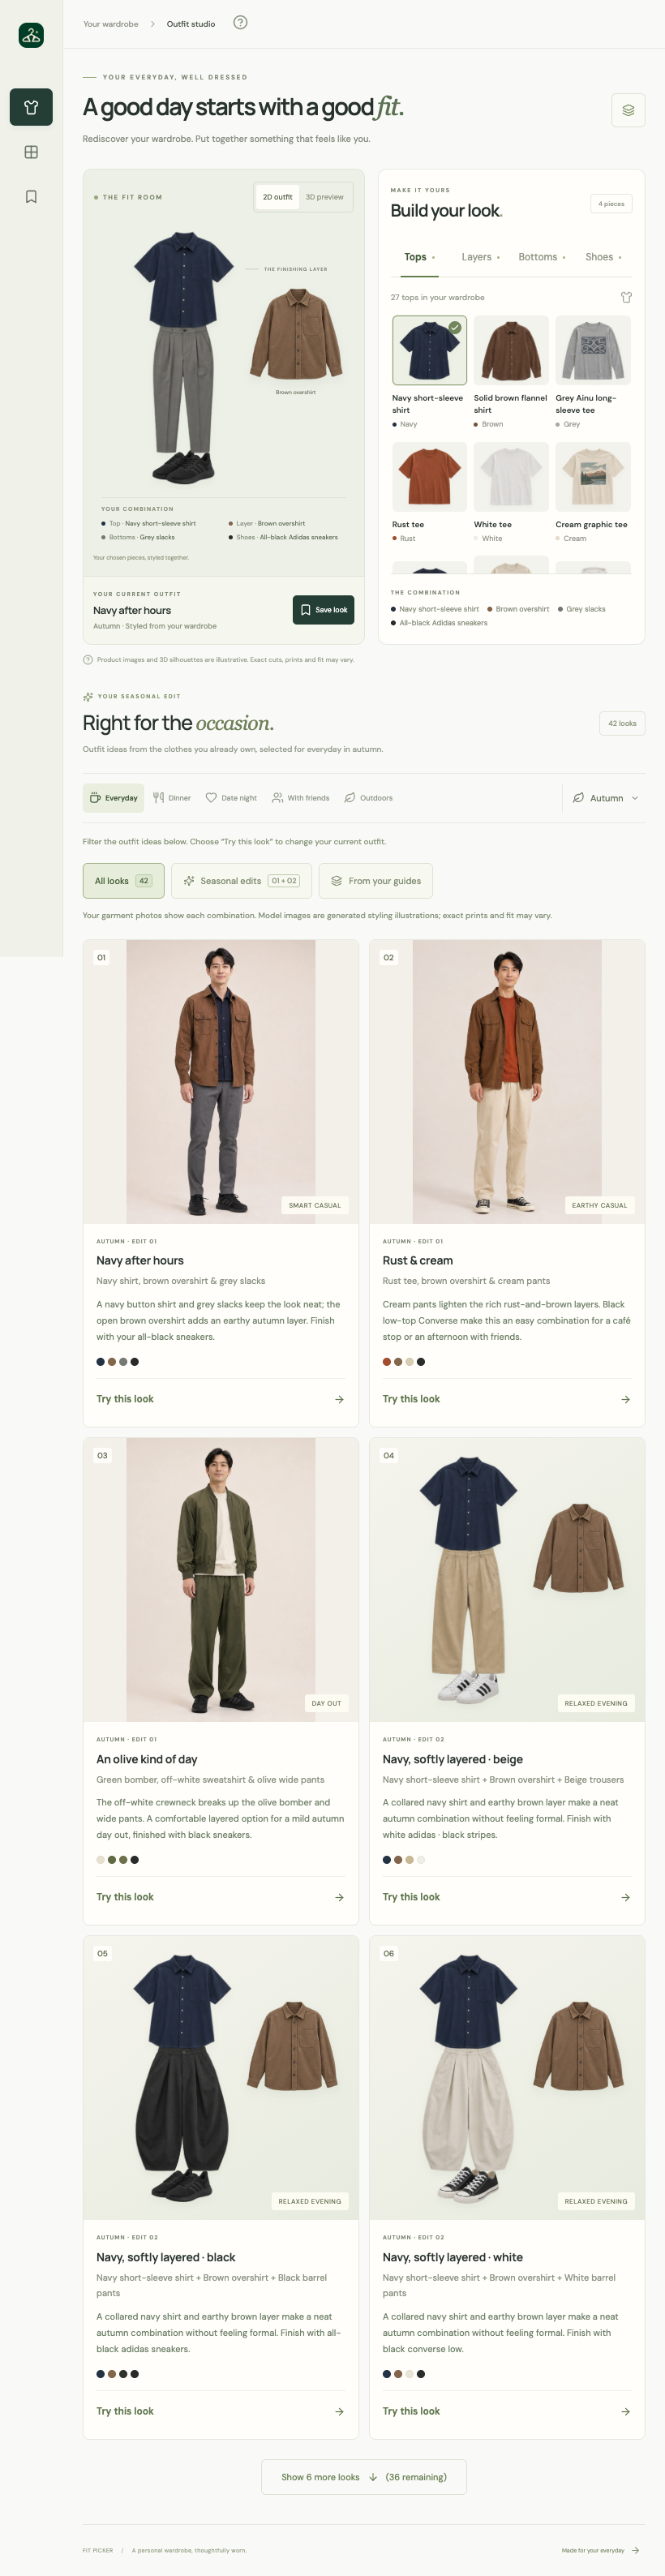 Your wardrobe > Outfit studio ?
YOUR EVERYDAY, WELL DRESSED
A good day starts with a good fit.
Rediscover your wardrobe. Put together something that feels like you.
THE FIT ROOM
2D outfit 3D preview
THE FINISHING LAYER
Brown overshirt
YOUR COMBINATION
Top · Navy short-sleeve shirt
Layer · Brown overshirt
Bottoms · Grey slacks
Shoes · All-black Adidas sneakers
Your chosen pieces, styled together.
YOUR CURRENT OUTFIT
Navy after hours
Autumn · Styled from your wardrobe
Save look
MAKE IT YOURS
Build your look.
4 pieces
Tops Layers Bottoms Shoes
27 tops in your wardrobe
Navy short-sleeve
shirt
Navy
Solid brown flannel
shirt
Brown
Grey Ainu long-
sleeve tee
Grey
Rust tee
Rust
White tee
White
Cream graphic tee
Cream
THE COMBINATION
Navy short-sleeve shirt Brown overshirt Grey slacks
All-black Adidas sneakers
Product images and 3D silhouettes are illustrative. Exact cuts, prints and fit may vary.
YOUR SEASONAL EDIT
Right for the occasion.
42 looks
Outfit ideas from the clothes you already own, selected for everyday in autumn.
Everyday Dinner Date night With friends Outdoors
Autumn
Filter the outfit ideas below. Choose “Try this look” to change your current outfit.
All looks 42
Seasonal edits 01 + 02
From your guides
Your garment photos show each combination. Model images are generated styling illustrations; exact prints and fit may vary.
01
SMART CASUAL
AUTUMN · EDIT 01
Navy after hours
Navy shirt, brown overshirt & grey slacks
A navy button shirt and grey slacks keep the look neat; the
open brown overshirt adds an earthy autumn layer. Finish
with your all-black sneakers.
Try this look
02
EARTHY CASUAL
AUTUMN · EDIT 01
Rust & cream
Rust tee, brown overshirt & cream pants
Cream pants lighten the rich rust-and-brown layers. Black
low-top Converse make this an easy combination for a café
stop or an afternoon with friends.
Try this look
03
DAY OUT
AUTUMN · EDIT 01
An olive kind of day
Green bomber, off-white sweatshirt & olive wide pants
The off-white crewneck breaks up the olive bomber and
wide pants. A comfortable layered option for a mild autumn
day out, finished with black sneakers.
Try this look
04
RELAXED EVENING
AUTUMN · EDIT 02
Navy, softly layered · beige
Navy short-sleeve shirt + Brown overshirt + Beige trousers
A collared navy shirt and earthy brown layer make a neat
autumn combination without feeling formal. Finish with
white adidas · black stripes.
Try this look
05
RELAXED EVENING
AUTUMN · EDIT 02
Navy, softly layered · black
Navy short-sleeve shirt + Brown overshirt + Black barrel
pants
A collared navy shirt and earthy brown layer make a neat
autumn combination without feeling formal. Finish with all-
black adidas sneakers.
Try this look
06
RELAXED EVENING
AUTUMN · EDIT 02
Navy, softly layered · white
Navy short-sleeve shirt + Brown overshirt + White barrel
pants
A collared navy shirt and earthy brown layer make a neat
autumn combination without feeling formal. Finish with
black converse low.
Try this look
Show 6 more looks (36 remaining)
FIT PICKER / A personal wardrobe, thoughtfully worn.
Made for your everyday